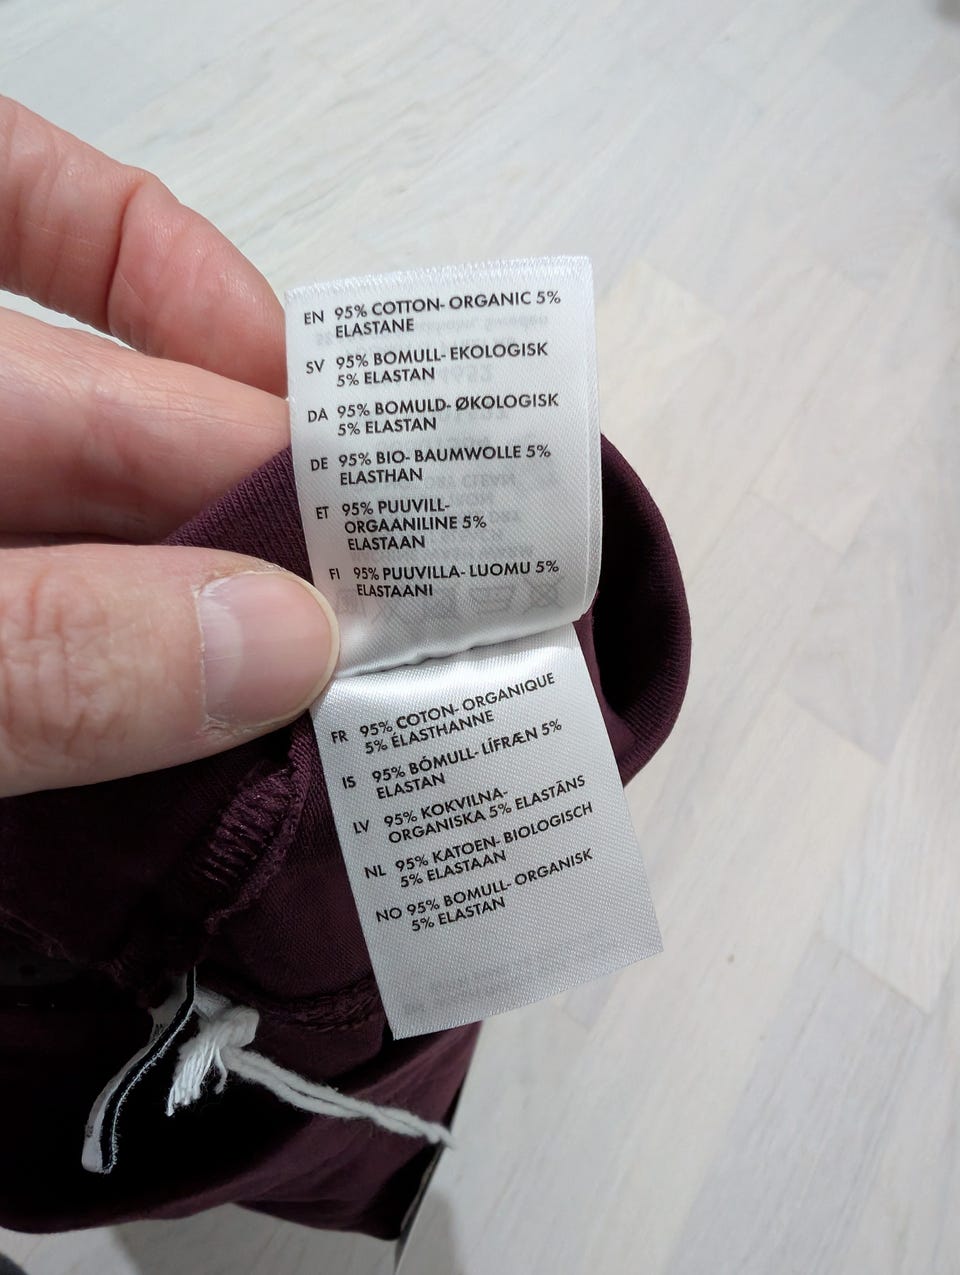 EN 95% COTTON- ORGANIC 5%
ELASTANE
SV 95% BOMULL- EKOLOGISK
5% ELASTAN
DA 95% BOMULD- ØKOLOGISK
5% ELASTAN
DE 95% BIO- BAUMWOLLE 5%
ELASTHAN
ET 95% PUUVILL-
ORGAANILINE 5%
ELASTAAN
FI 95% PUUVILLA- LUOMU 5%
ELASTAANI
FR 95% COTON- ORGANIQUE
5% ÉLASTHANNE
IS 95% BÓMULL- LÍFRÆN 5%
ELASTAN
LV 95% KOKVILNA-
ORGANISKA 5% ELASTĀNS
NL 95% KATOEN- BIOLOGISCH
5% ELASTAAN
NO 95% BOMULL- ORGANISK
5% ELASTAN